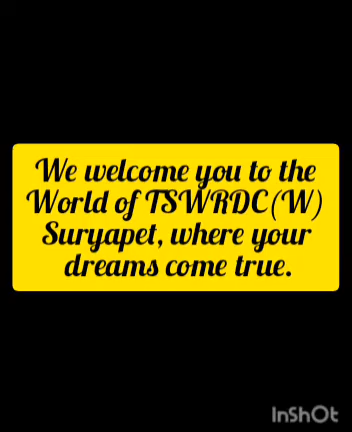 We welcome you to the
World of TSWRDC(W)
Suryapet, where your
dreams come true.
InShOt